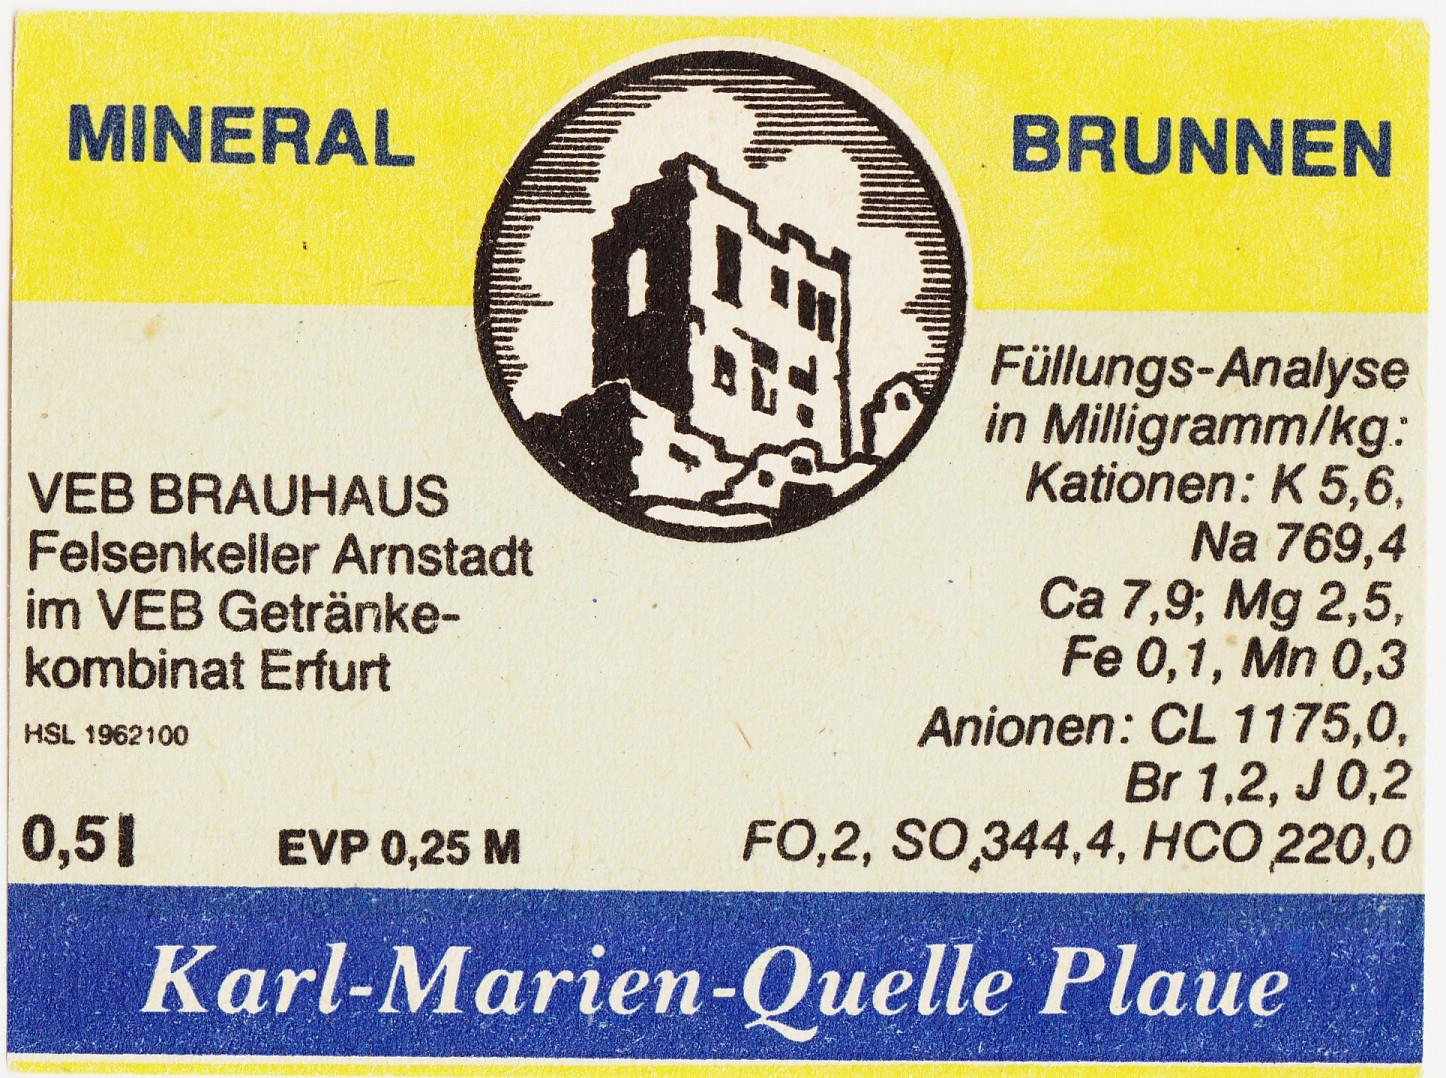 MINERAL BRUNNEN
Füllungs-Analyse
in Milligramm/kg:
Kationen: K 5,6,
Na 769,4
Ca 7,9; Mg 2,5,
Fe 0,1, Mn 0,3
Anionen: CL 1175,0,
Br 1,2, J 0,2
FO,2, SO₄344,4, HCO 220,0
VEB BRAUHAUS
Felsenkeller Arnstadt
im VEB Getränke-
kombinat Erfurt
HSL 1962100
0,5 l EVP 0,25 M
Karl-Marien-Quelle Plaue